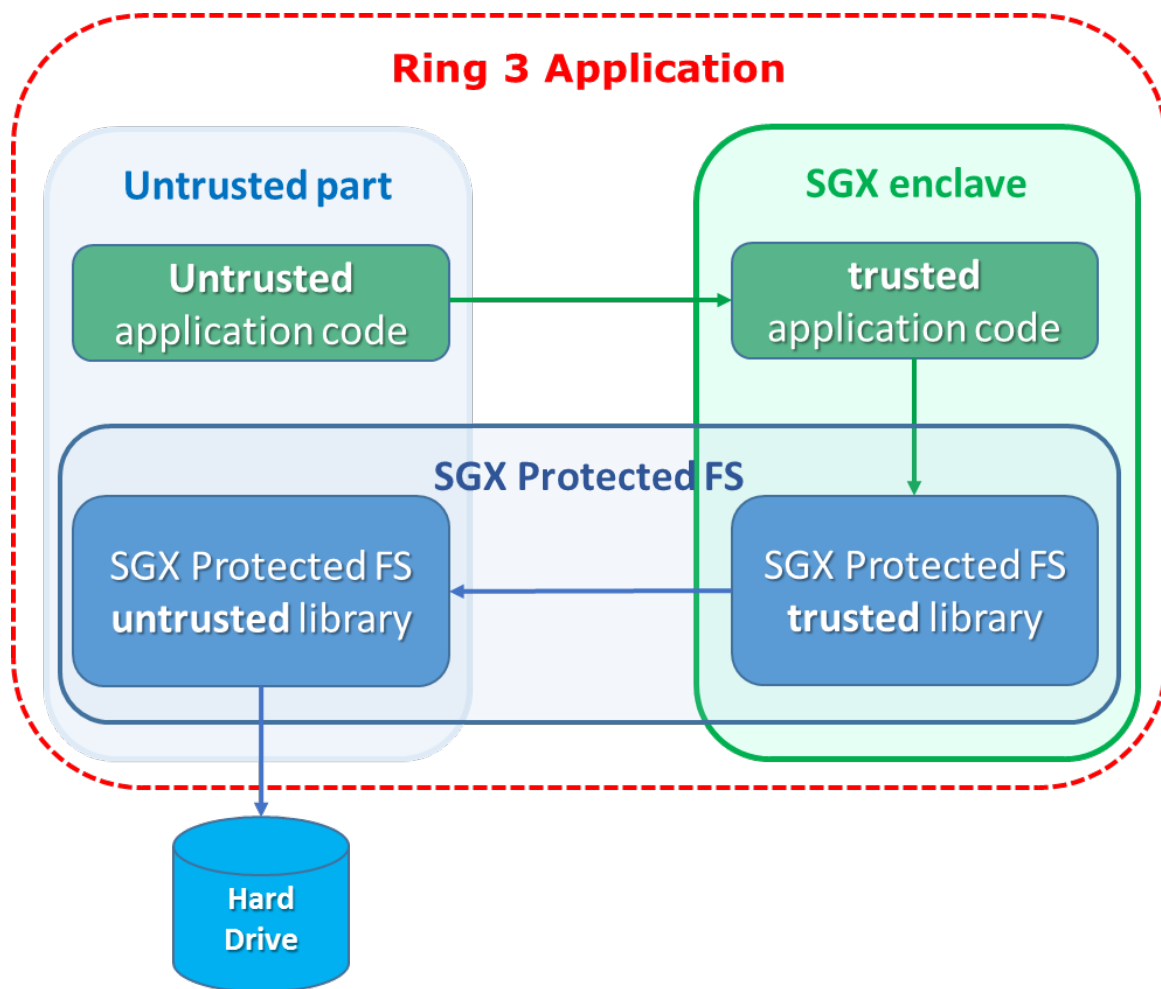 Ring 3 Application
Untrusted part
SGX enclave
Untrusted
application code
trusted
application code
SGX Protected FS
SGX Protected FS
untrusted library
SGX Protected FS
trusted library
Hard
Drive